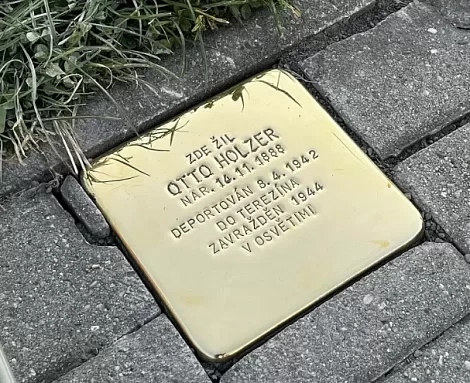 ZDE ŽIL
OTTO HOLZER
NAR. 14.11.1888
DEPORTOVÁN 8.4.1942
DO TEREZÍNA
ZAVRAŽDĚN 1944
V OSVĚTIMI